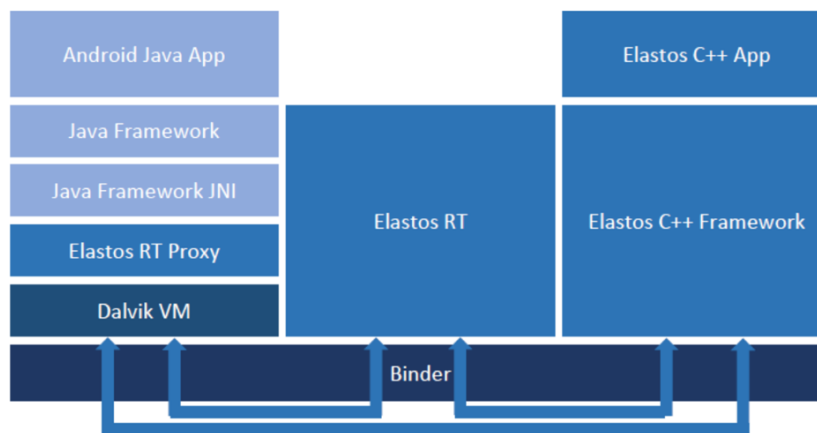 Android Java App
Elastos C++ App
Java Framework
Java Framework JNI
Elastos RT
Elastos C++ Framework
Elastos RT Proxy
Dalvik VM
Binder